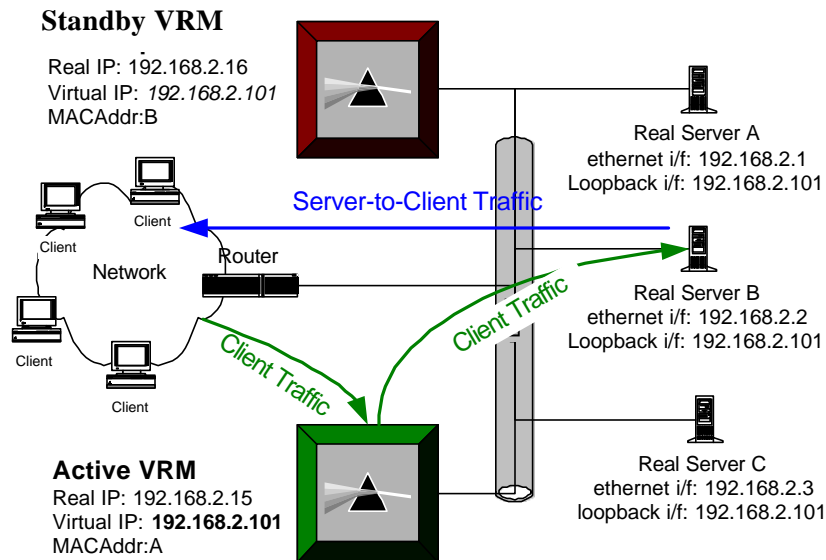 Standby VRM
Real IP: 192.168.2.16
Virtual IP: 192.168.2.101
MACAddr:B
Real Server A
ethernet i/f: 192.168.2.1
Loopback i/f: 192.168.2.101
Server-to-Client Traffic
Client
Client
Client
Client
Network
Router
Client Traffic
Client Traffic
Real Server B
ethernet i/f: 192.168.2.2
Loopback i/f: 192.168.2.101
Active VRM
Real IP: 192.168.2.15
Virtual IP: 192.168.2.101
MACAddr:A
Real Server C
ethernet i/f: 192.168.2.3
loopback i/f: 192.168.2.101